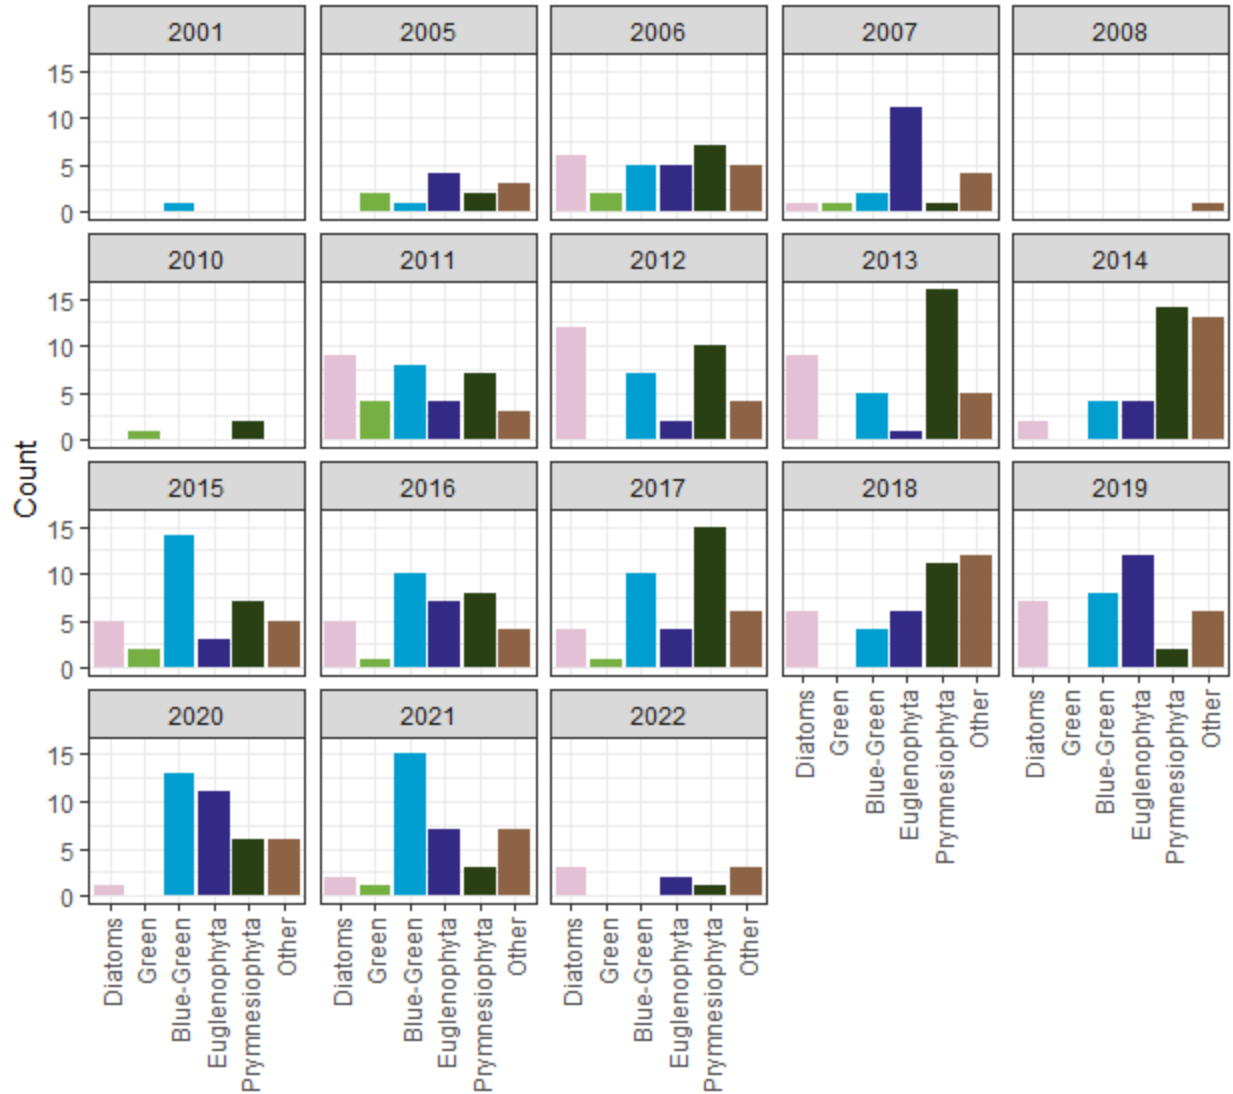 2001 2005 2006 2007 2008
15
10
5
0
2010 2011 2012 2013 2014
15
10
5
0
Count
2015 2016 2017 2018 2019
15
10
5
0
Diatoms Green Blue-Green Euglenophyta Prymnesiophyta Other
Diatoms Green Blue-Green Euglenophyta Prymnesiophyta Other
2020 2021 2022
15
10
5
0
Diatoms Green Blue-Green Euglenophyta Prymnesiophyta Other
Diatoms Green Blue-Green Euglenophyta Prymnesiophyta Other
Diatoms Green Blue-Green Euglenophyta Prymnesiophyta Other